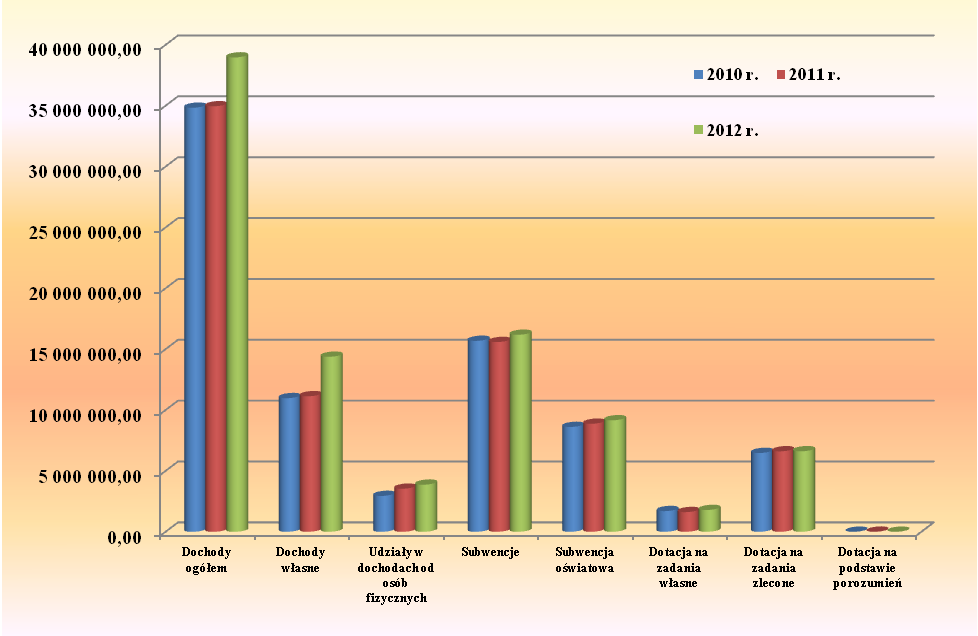 40 000 000,00
35 000 000,00
30 000 000,00
25 000 000,00
20 000 000,00
15 000 000,00
10 000 000,00
5 000 000,00
0,00
2010 r.
2011 r.
2012 r.
Dochody
ogółem
Dochody
własne
Udziały w
dochodach od
osób
fizycznych
Subwencje
Subwencja
oświatowa
Dotacja na
zadania
własne
Dotacja na
zadania
zlecone
Dotacja na
podstawie
porozumień